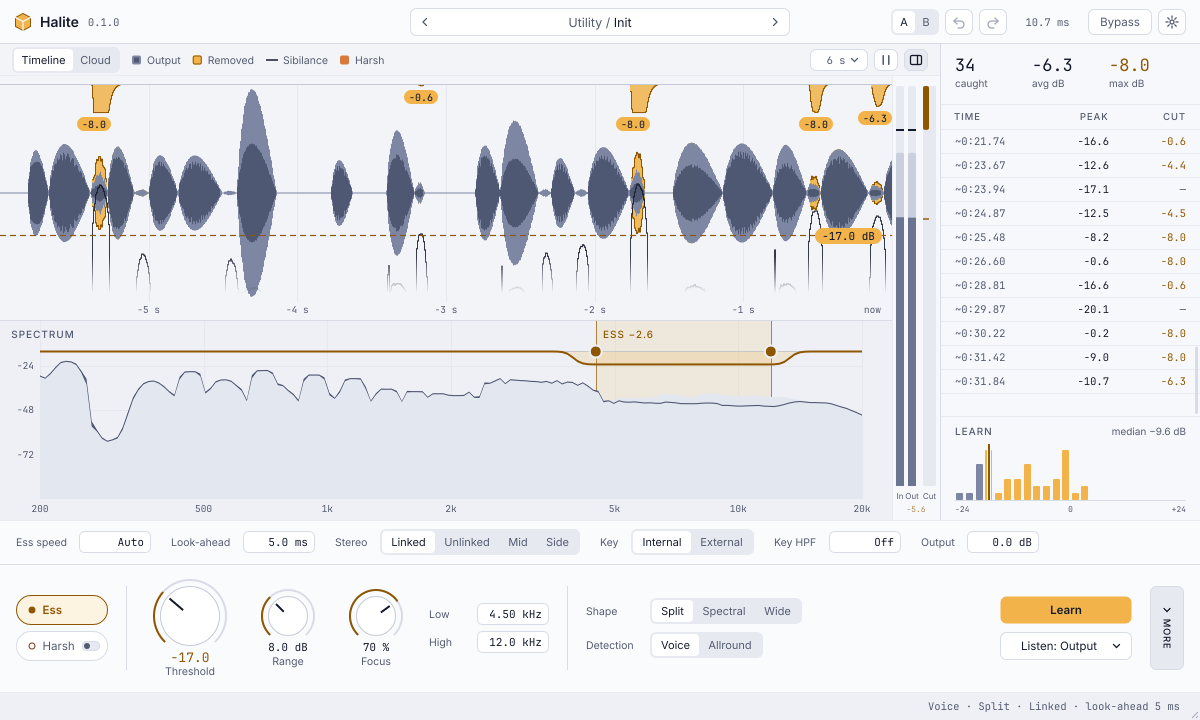 Halite 0.1.0
Utility / Init
A B
10.7 ms
Bypass
Timeline Cloud Output Removed Sibilance Harsh
6 s
-8.0
-0.6
-8.0
-8.0
-6.3
-17.0 dB
-5 s -4 s -3 s -2 s -1 s now
SPECTRUM
ESS −2.6
-24
-48
-72
200 500 1k 2k 5k 10k 20k
In Out Cut
-5.6
34 -6.3 -8.0
caught avg dB max dB
TIME PEAK CUT
~0:21.74 -16.6 -0.6
~0:23.67 -12.6 -4.4
~0:23.94 -17.1 –
~0:24.87 -12.5 -4.5
~0:25.48 -8.2 -8.0
~0:26.60 -0.6 -8.0
~0:28.81 -16.6 -0.6
~0:29.87 -20.1 –
~0:30.22 -0.2 -8.0
~0:31.42 -9.0 -8.0
~0:31.84 -10.7 -6.3
LEARN median −9.6 dB
-24 0 +24
Ess speed Auto Look-ahead 5.0 ms Stereo Linked Unlinked Mid Side Key Internal External Key HPF Off Output 0.0 dB
Ess
Harsh
-17.0
Threshold
8.0 dB
Range
70 %
Focus
Low 4.50 kHz
High 12.0 kHz
Shape Split Spectral Wide
Detection Voice Allround
Learn
Listen: Output
MORE
Voice · Split · Linked · look-ahead 5 ms